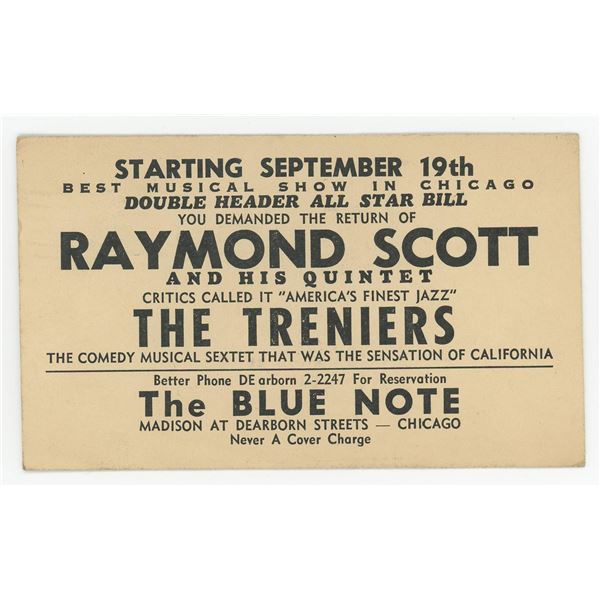 STARTING SEPTEMBER 19th
BEST MUSICAL SHOW IN CHICAGO
DOUBLE HEADER ALL STAR BILL
YOU DEMANDED THE RETURN OF
RAYMOND SCOTT
AND HIS QUINTET
CRITICS CALLED IT "AMERICA'S FINEST JAZZ"
THE TRENIERS
THE COMEDY MUSICAL SEXTET THAT WAS THE SENSATION OF CALIFORNIA
Better Phone DE arborn 2-2247 For Reservation
The BLUE NOTE
MADISON AT DEARBORN STREETS — CHICAGO
Never A Cover Charge